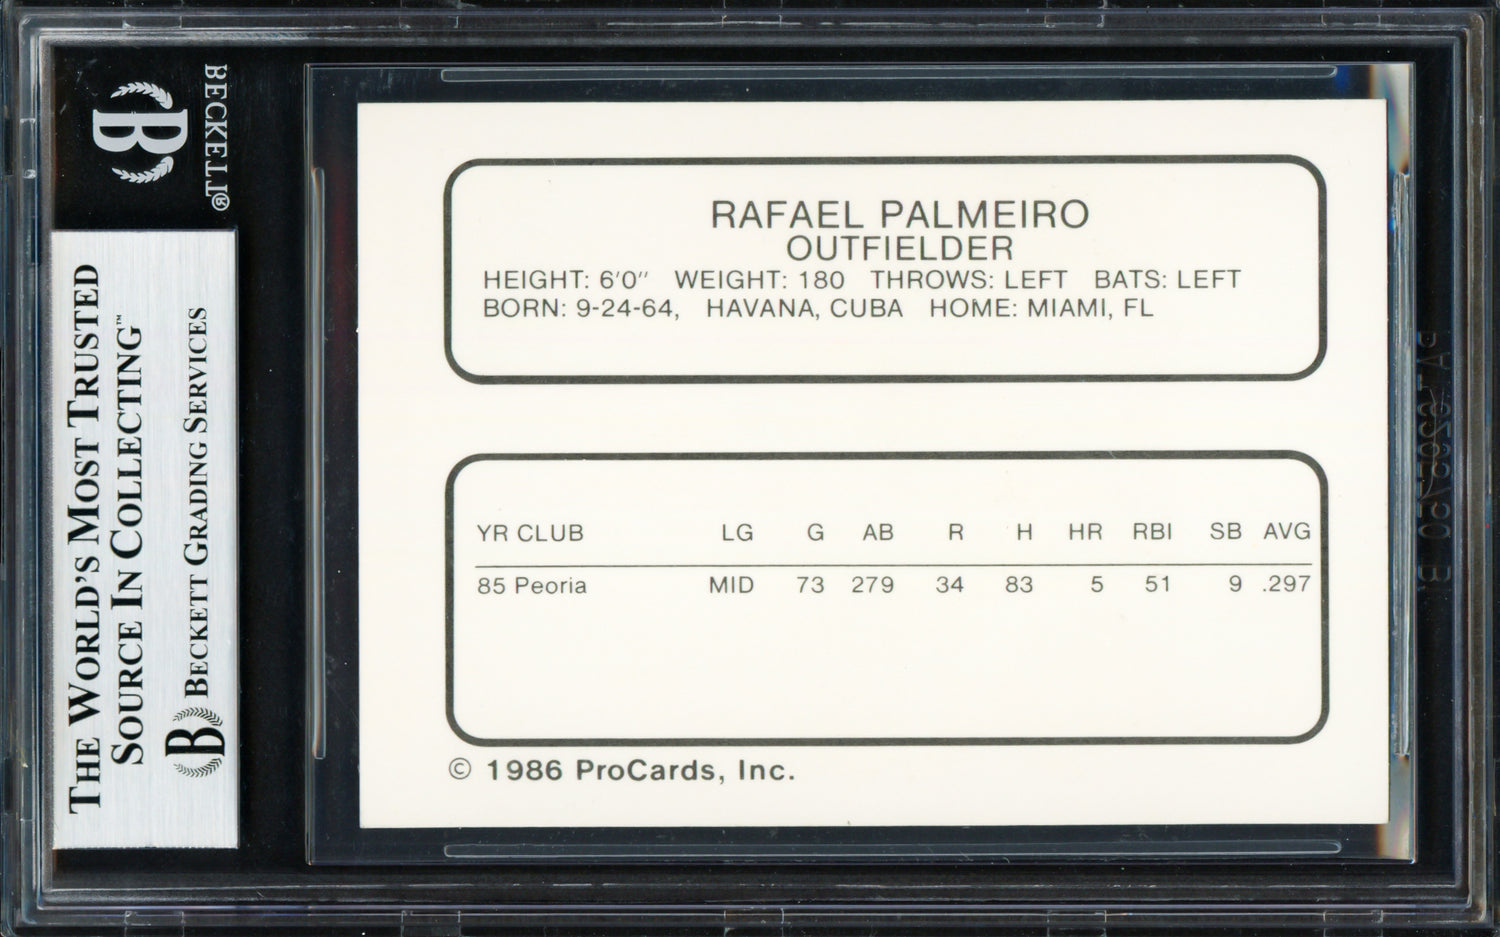 RAFAEL PALMEIRO
OUTFIELDER
HEIGHT: 6'0" WEIGHT: 180 THROWS: LEFT BATS: LEFT
BORN: 9-24-64, HAVANA, CUBA HOME: MIAMI, FL
YR CLUB LG G AB R H HR RBI SB AVG
85 Peoria MID 73 279 34 83 5 51 9 .297
© 1986 ProCards, Inc.
BECKETT®
B
THE WORLD'S MOST TRUSTED
SOURCE IN COLLECTING™
B BECKETT GRADING SERVICES